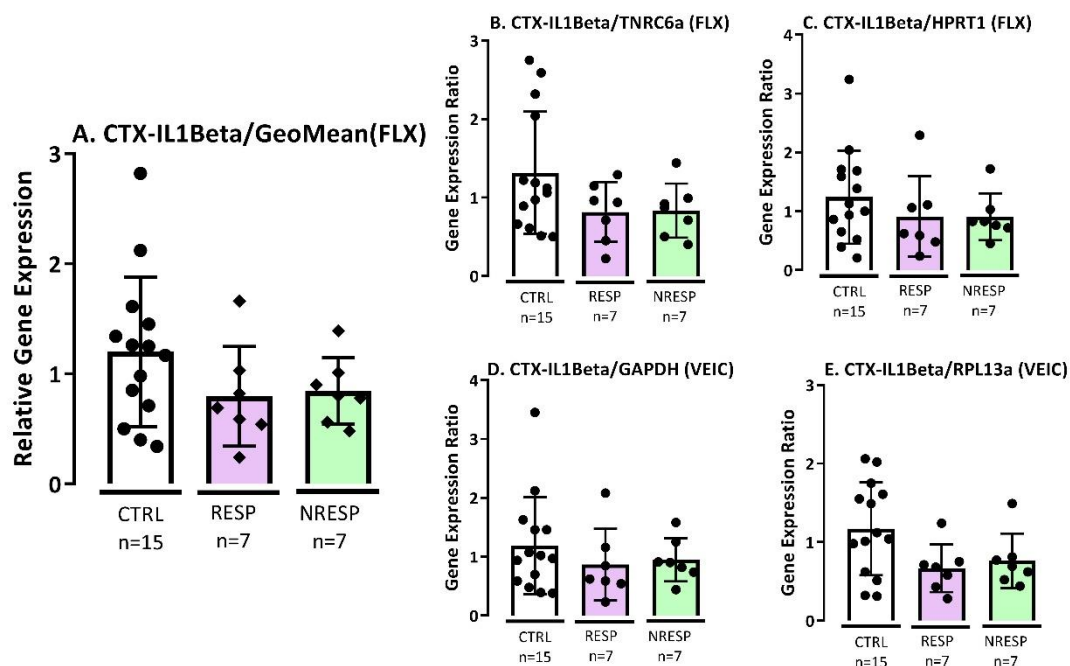 A. CTX-IL1Beta/GeoMean(FLX)
Relative Gene Expression
3
2
1
0
CTRL RESP NRESP
n=15 n=7 n=7
B. CTX-IL1Beta/TNRC6a (FLX)
Gene Expression Ratio
3
2
1
0
CTRL RESP NRESP
n=15 n=7 n=7
C. CTX-IL1Beta/HPRT1 (FLX)
Gene Expression Ratio
4
3
2
1
0
CTRL RESP NRESP
n=15 n=7 n=7
D. CTX-IL1Beta/GAPDH (VEIC)
Gene Expression Ratio
4
3
2
1
0
CTRL RESP NRESP
n=15 n=7 n=7
E. CTX-IL1Beta/RPL13a (VEIC)
Gene Expression Ratio
3
2
1
0
CTRL RESP NRESP
n=15 n=7 n=7